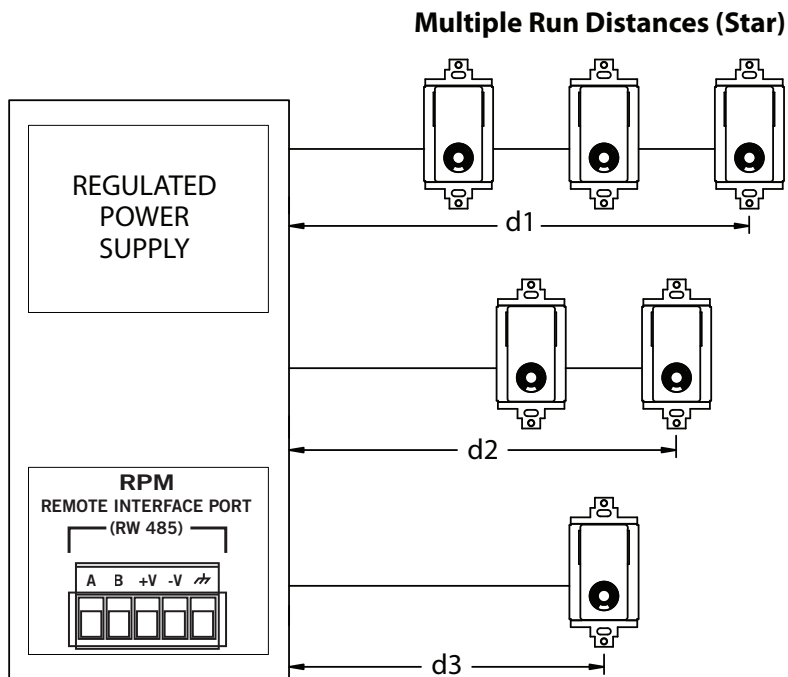 Multiple Run Distances (Star)
REGULATED
POWER
SUPPLY
d1
d2
RPM
REMOTE INTERFACE PORT
(RW 485)
A B +V -V
d3